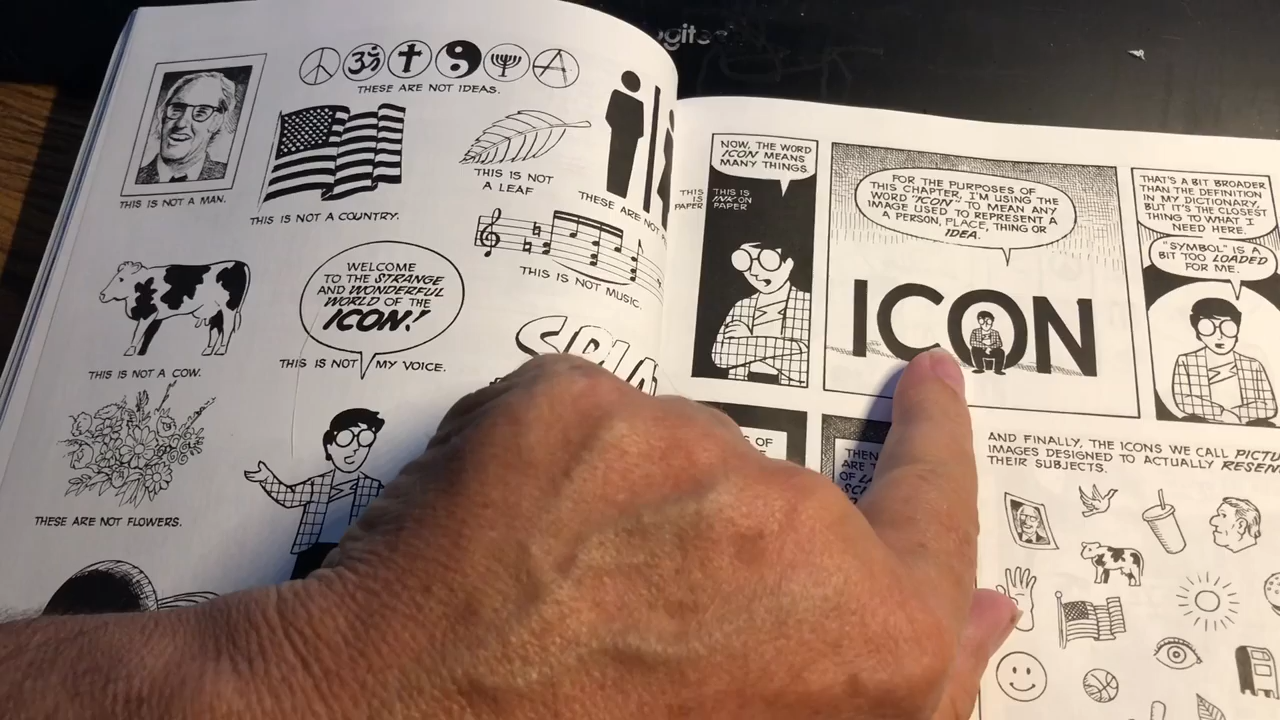 THESE ARE NOT IDEAS.
THIS IS NOT A MAN.
THIS IS NOT A COUNTRY.
THIS IS NOT
A LEAF
THESE ARE NOT
THIS IS NOT MUSIC.
THIS IS NOT A COW.
WELCOME
TO THE STRANGE
AND WONDERFUL
WORLD OF THE
ICON!
THIS IS NOT MY VOICE.
THESE ARE NOT FLOWERS.
NOW, THE WORD
ICON MEANS
MANY THINGS.
THIS
IS
PAPER
THIS IS
INK ON
PAPER
FOR THE PURPOSES OF
THIS CHAPTER, I'M USING THE
WORD "ICON" TO MEAN ANY
IMAGE USED TO REPRESENT A
A PERSON, PLACE, THING OR
IDEA.
ICON
THAT'S A BIT BROADER
THAN THE DEFINITION
IN MY DICTIONARY,
BUT IT'S THE CLOSEST
THING TO WHAT I
NEED HERE.
"SYMBOL" IS A
BIT TOO LOADED
FOR ME.
OF
THEN
ARE
OF
AND FINALLY, THE ICONS WE CALL
IMAGES DESIGNED TO ACTUALLY
THEIR SUBJECTS.